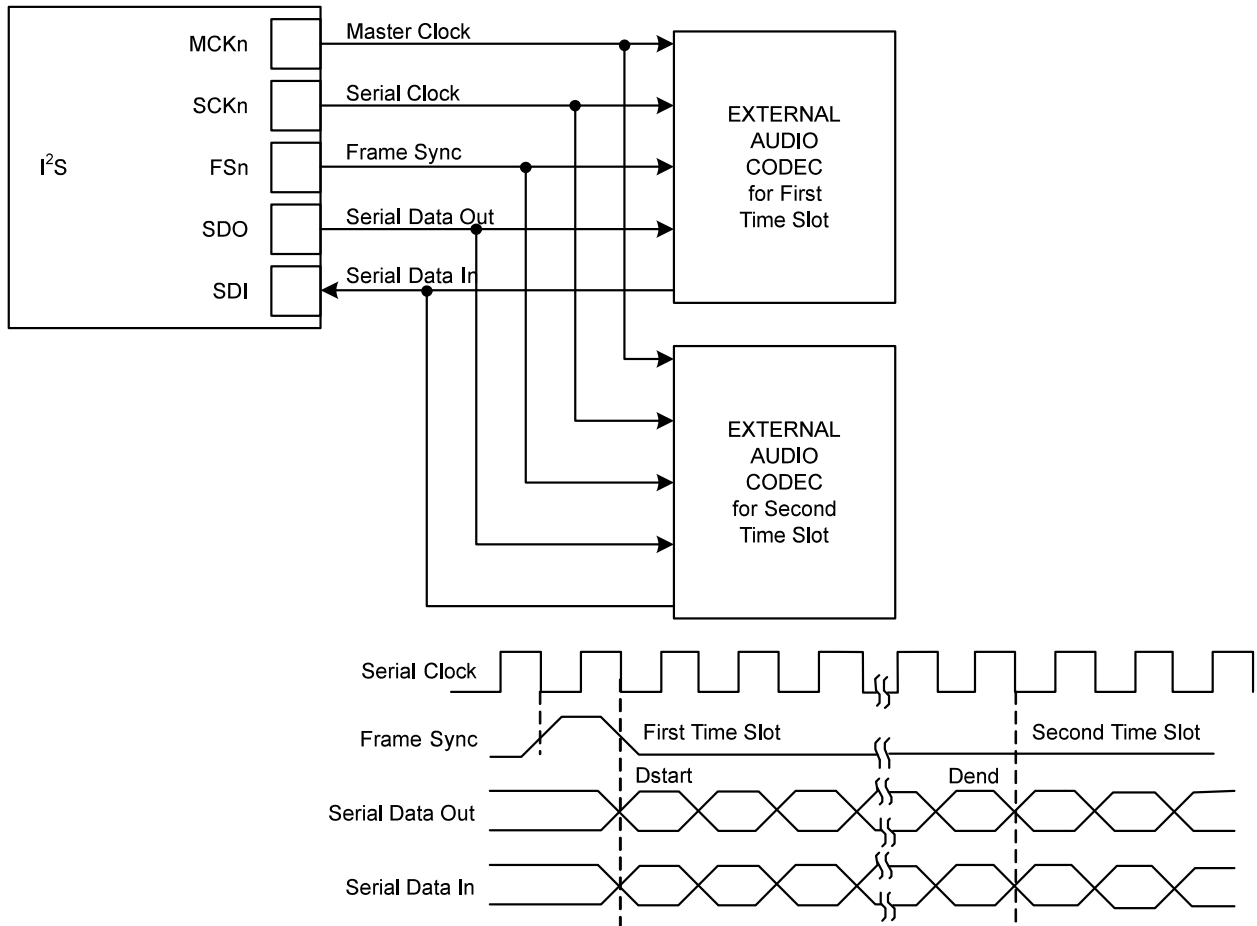 MCKn
Master Clock
SCKn
Serial Clock
I²S
FSn
Frame Sync
SDO
Serial Data Out
SDI
Serial Data In
EXTERNAL
AUDIO
CODEC
for First
Time Slot
EXTERNAL
AUDIO
CODEC
for Second
Time Slot
Serial Clock
Frame Sync
First Time Slot
Second Time Slot
Dstart
Dend
Serial Data Out
Serial Data In